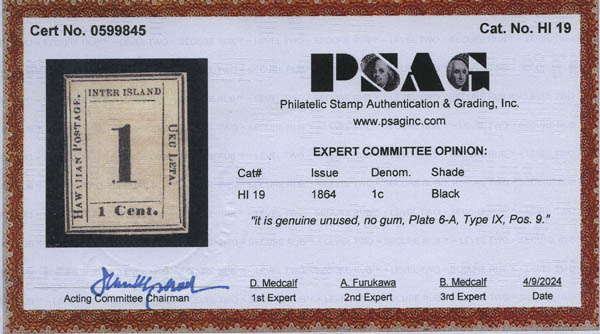 Cert No. 0599845
Cat. No. HI 19
HAWAIIAN POSTAGE.
INTER ISLAND
UKU LETA.
1
1 Cent.
PSAG
Philatelic Stamp Authentication & Grading, Inc.
www.psaginc.com
EXPERT COMMITTEE OPINION:
Cat# Issue Denom. Shade
HI 19 1864 1c Black
"it is genuine unused, no gum, Plate 6-A, Type IX, Pos. 9."
Acting Committee Chairman
D. Medcalf A. Furukawa B. Medcalf 4/9/2024
1st Expert 2nd Expert 3rd Expert Date